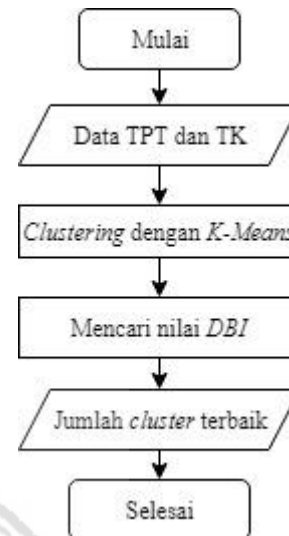 Mulai
Data TPT dan TK
Clustering dengan K-Means
Mencari nilai DBI
Jumlah cluster terbaik
Selesai